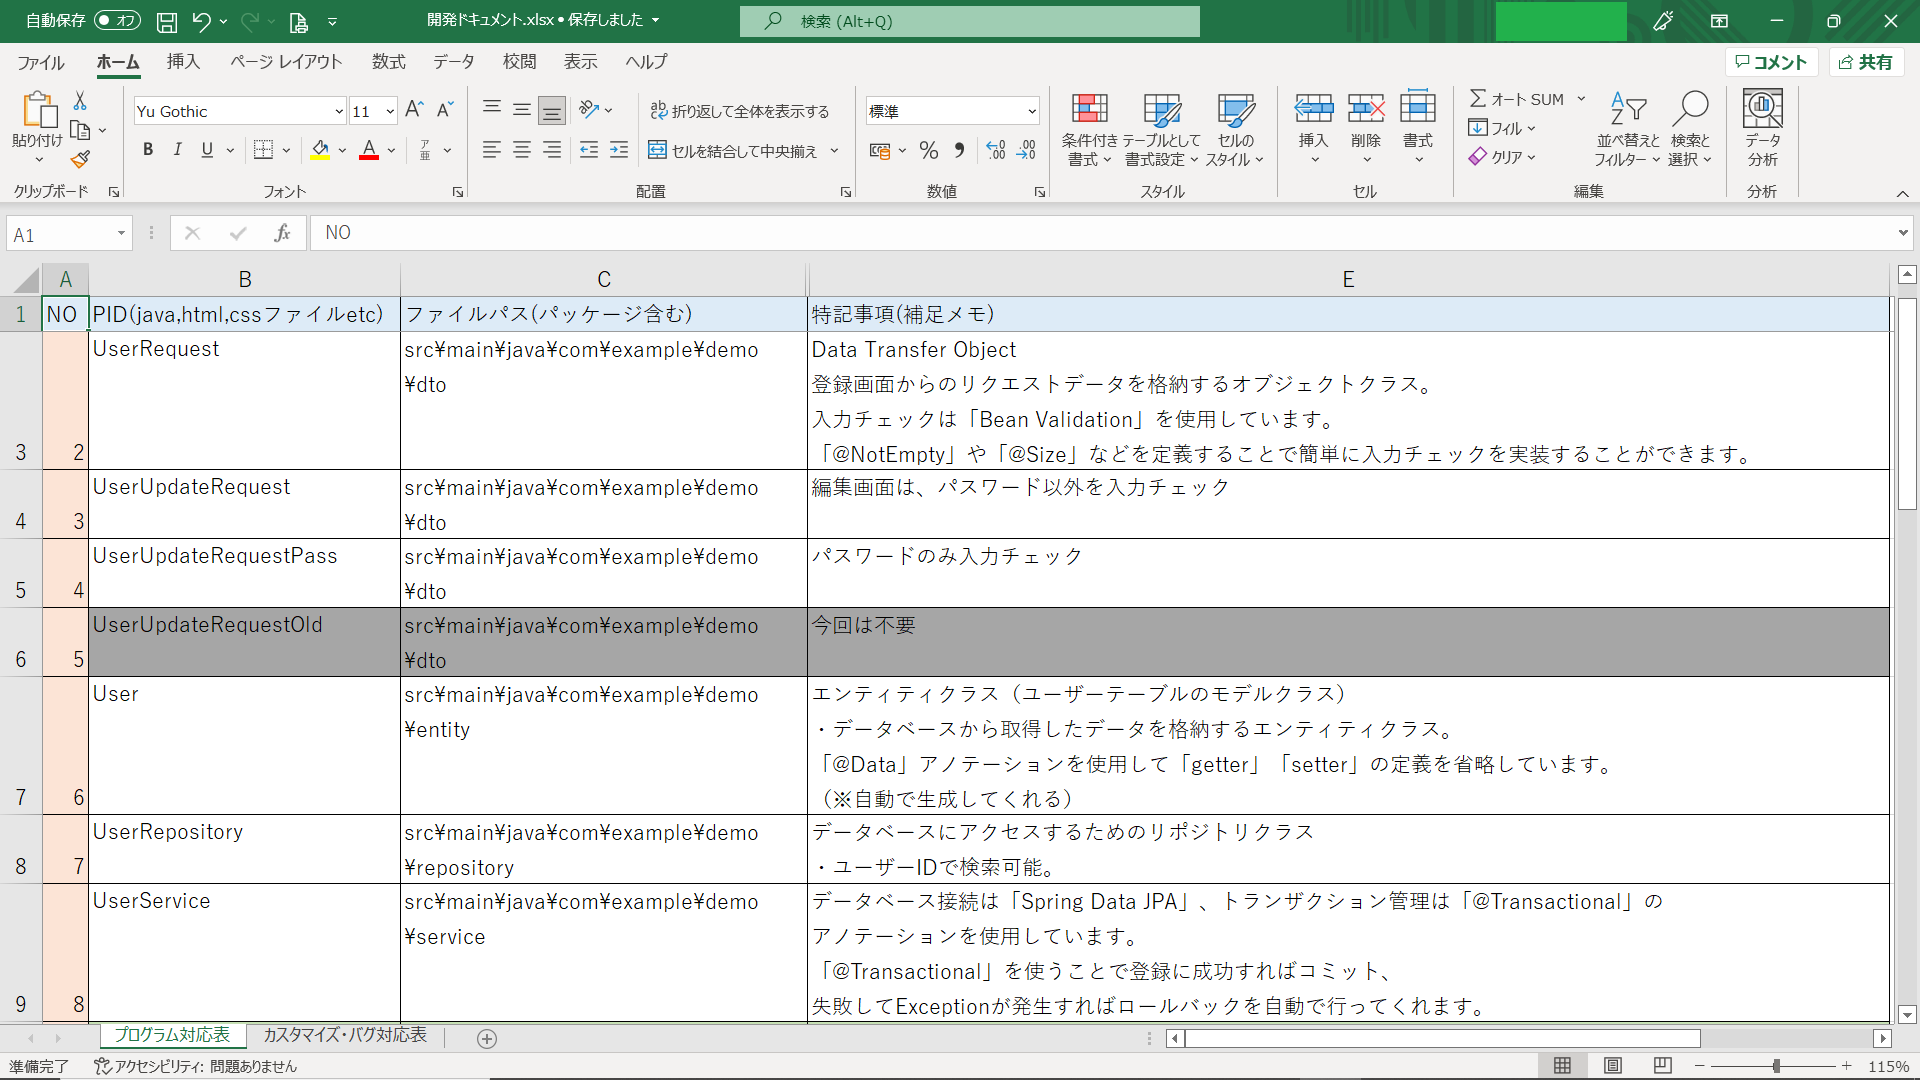 自動保存 オフ 開発ドキュメント.xlsx • 保存しました 検索 (Alt+Q)
ファイル ホーム 挿入 ページ レイアウト 数式 データ 校閲 表示 ヘルプ コメント 共有
貼り付け
クリップボード
Yu Gothic 11
B I U A ア亜
フォント
ab 折り返して全体を表示する
セルを結合して中央揃え
配置
標準
% 9 .00
数値
条件付き書式
テーブルとして書式設定
セルのスタイル
スタイル
挿入 削除 書式
セル
Σ オート SUM
フィル
クリア
並べ替えとフィルター
検索と選択
編集
データ分析
分析
A1 fx NO
A B C E
1 NO PID(java,html,cssファイルetc) ファイルパス(パッケージ含む) 特記事項(補足メモ)
UserRequest src¥main¥java¥com¥example¥demo Data Transfer Object
¥dto 登録画面からのリクエストデータを格納するオブジェクトクラス。
入力チェックは「Bean Validation」を使用しています。
3 2 「@NotEmpty」や「@Size」などを定義することで簡単に入力チェックを実装することができます。
UserUpdateRequest src¥main¥java¥com¥example¥demo 編集画面は、パスワード以外を入力チェック
4 3 ¥dto
UserUpdateRequestPass src¥main¥java¥com¥example¥demo パスワードのみ入力チェック
5 4 ¥dto
UserUpdateRequestOld src¥main¥java¥com¥example¥demo 今回は不要
6 5 ¥dto
User src¥main¥java¥com¥example¥demo エンティティクラス（ユーザーテーブルのモデルクラス）
¥entity ・データベースから取得したデータを格納するエンティティクラス。
「@Data」アノテーションを使用して「getter」「setter」の定義を省略しています。
7 6 （※自動で生成してくれる）
UserRepository src¥main¥java¥com¥example¥demo データベースにアクセスするためのリポジトリクラス
8 7 ¥repository ・ユーザーIDで検索可能。
UserService src¥main¥java¥com¥example¥demo データベース接続は「Spring Data JPA」、トランザクション管理は「@Transactional」の
¥service アノテーションを使用しています。
「@Transactional」を使うことで登録に成功すればコミット、
9 8 失敗してExceptionが発生すればロールバックを自動で行ってくれます。
プログラム対応表 カスタマイズ・バグ対応表
準備完了 アクセシビリティ: 問題ありません 115%